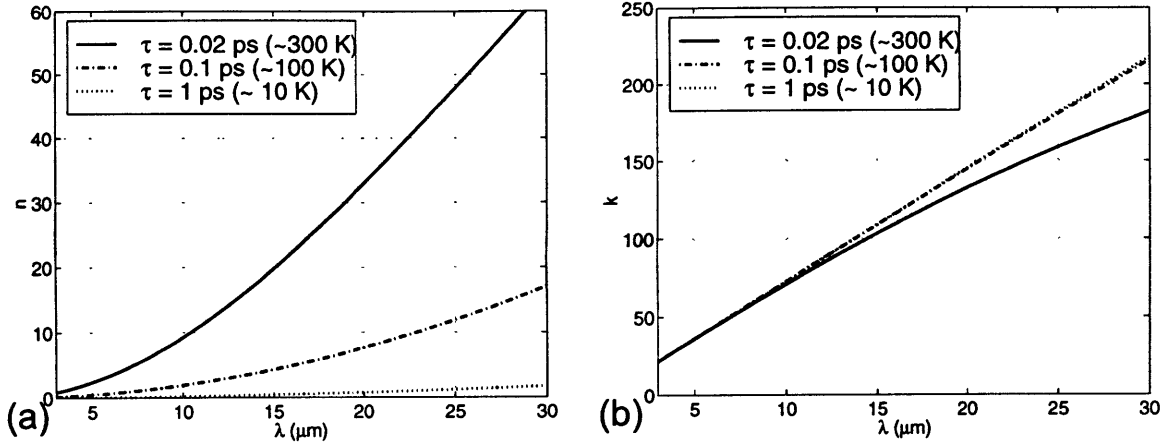 60
50
40
30
20
10
0
n
τ = 0.02 ps (~300 K)
τ = 0.1 ps (~100 K)
τ = 1 ps (~ 10 K)
5 10 15 20 25 30
λ (μm)
(a)
250
200
150
100
50
0
k
τ = 0.02 ps (~300 K)
τ = 0.1 ps (~100 K)
τ = 1 ps (~ 10 K)
5 10 15 20 25 30
λ (μm)
(b)